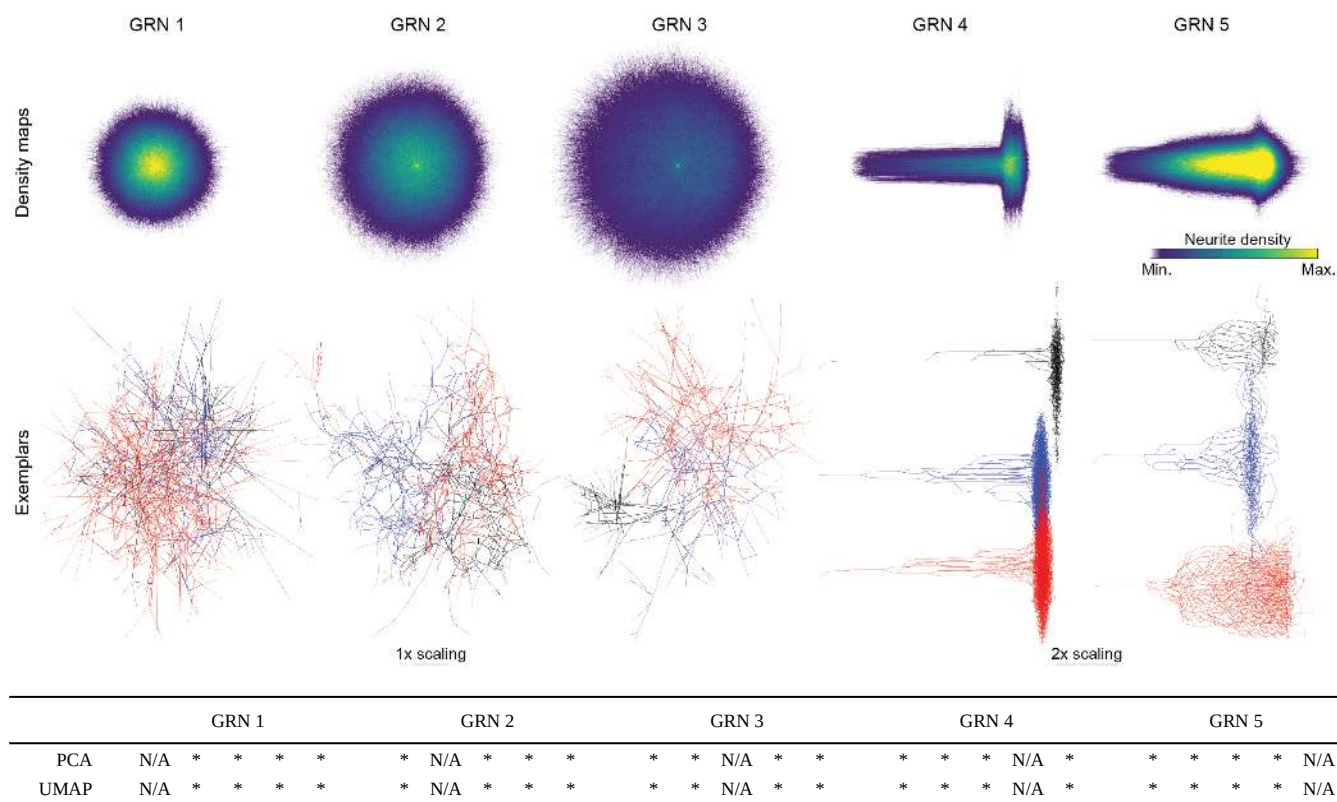 GRN 1 GRN 2 GRN 3 GRN 4 GRN 5
Density maps
Neurite density
Min. Max.
Exemplars
1x scaling 2x scaling
GRN 1 GRN 2 GRN 3 GRN 4 GRN 5
PCA N/A * * * * * N/A * * * * * N/A * * * * * N/A * * * * * N/A
UMAP N/A * * * * * N/A * * * * * N/A * * * * * N/A * * * * * N/A